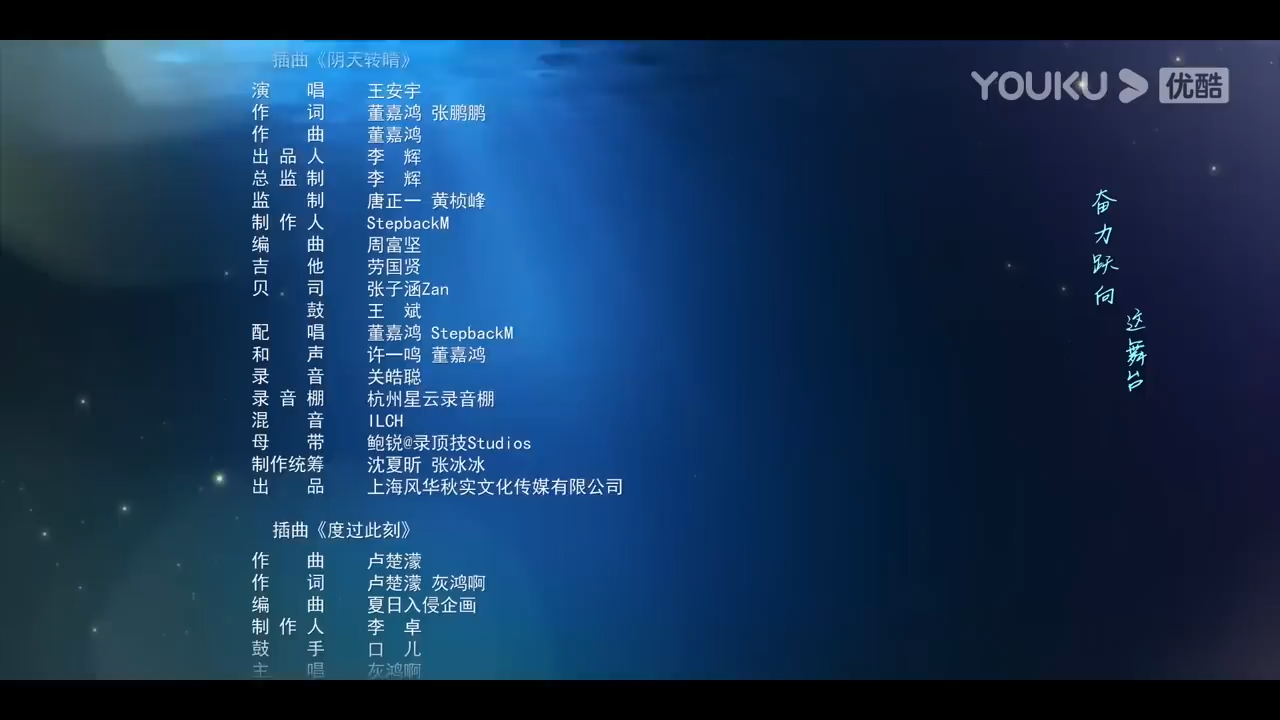 插曲《阴天转晴》
演 唱 王安宇
作 词 董嘉鸿 张鹏鹏
作 曲 董嘉鸿
出品人 李 辉
总监制 李 辉
监 制 唐正一 黄桢峰
制作人 StepbackM
编 曲 周富坚
吉 他 劳国贤
贝 司 张子涵Zan
鼓 王 斌
配 唱 董嘉鸿 StepbackM
和 声 许一鸣 董嘉鸿
录 音 关皓聪
录音棚 杭州星云录音棚
混 音 ILCH
母 带 鲍锐@录顶技Studios
制作统筹 沈夏昕 张冰冰
出 品 上海风华秋实文化传媒有限公司
插曲《度过此刻》
作 曲 卢楚濛
作 词 卢楚濛 灰鸿啊
编 曲 夏日入侵企画
制作人 李 卓
鼓 手 口 儿
主 唱 灰鸿啊
YOUKU 优酷
奋力跃向
这舞台